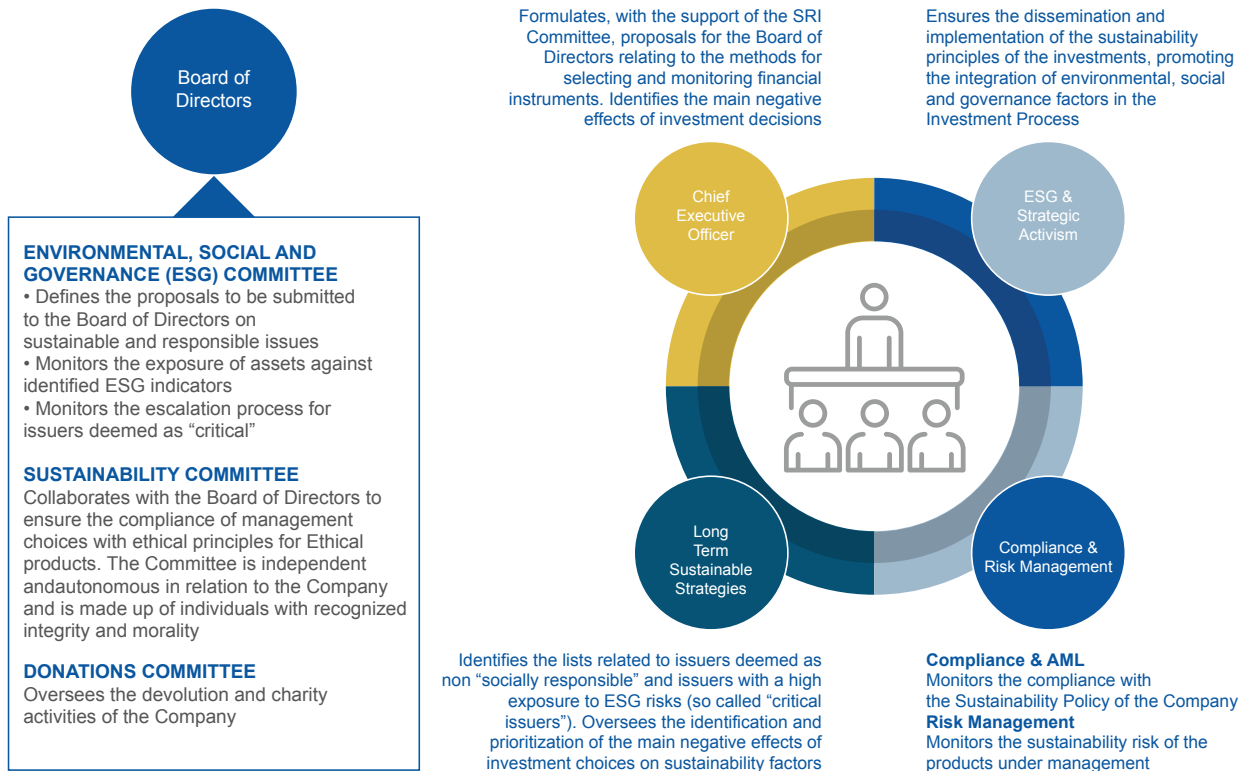 Board of
Directors
ENVIRONMENTAL, SOCIAL AND
GOVERNANCE (ESG) COMMITTEE
• Defines the proposals to be submitted
to the Board of Directors on
sustainable and responsible issues
• Monitors the exposure of assets against
identified ESG indicators
• Monitors the escalation process for
issuers deemed as “critical”
SUSTAINABILITY COMMITTEE
Collaborates with the Board of Directors to
ensure the compliance of management
choices with ethical principles for Ethical
products. The Committee is independent
andautonomous in relation to the Company
and is made up of individuals with recognized
integrity and morality
DONATIONS COMMITTEE
Oversees the devolution and charity
activities of the Company
Formulates, with the support of the SRI
Committee, proposals for the Board of
Directors relating to the methods for
selecting and monitoring financial
instruments. Identifies the main negative
effects of investment decisions
Chief
Executive
Officer
Ensures the dissemination and
implementation of the sustainability
principles of the investments, promoting
the integration of environmental, social
and governance factors in the
Investment Process
ESG &
Strategic
Activism
Long
Term
Sustainable
Strategies
Identifies the lists related to issuers deemed as
non “socially responsible” and issuers with a high
exposure to ESG risks (so called “critical
issuers”). Oversees the identification and
prioritization of the main negative effects of
investment choices on sustainability factors
Compliance &
Risk Management
Compliance & AML
Monitors the compliance with
the Sustainability Policy of the Company
Risk Management
Monitors the sustainability risk of the
products under management